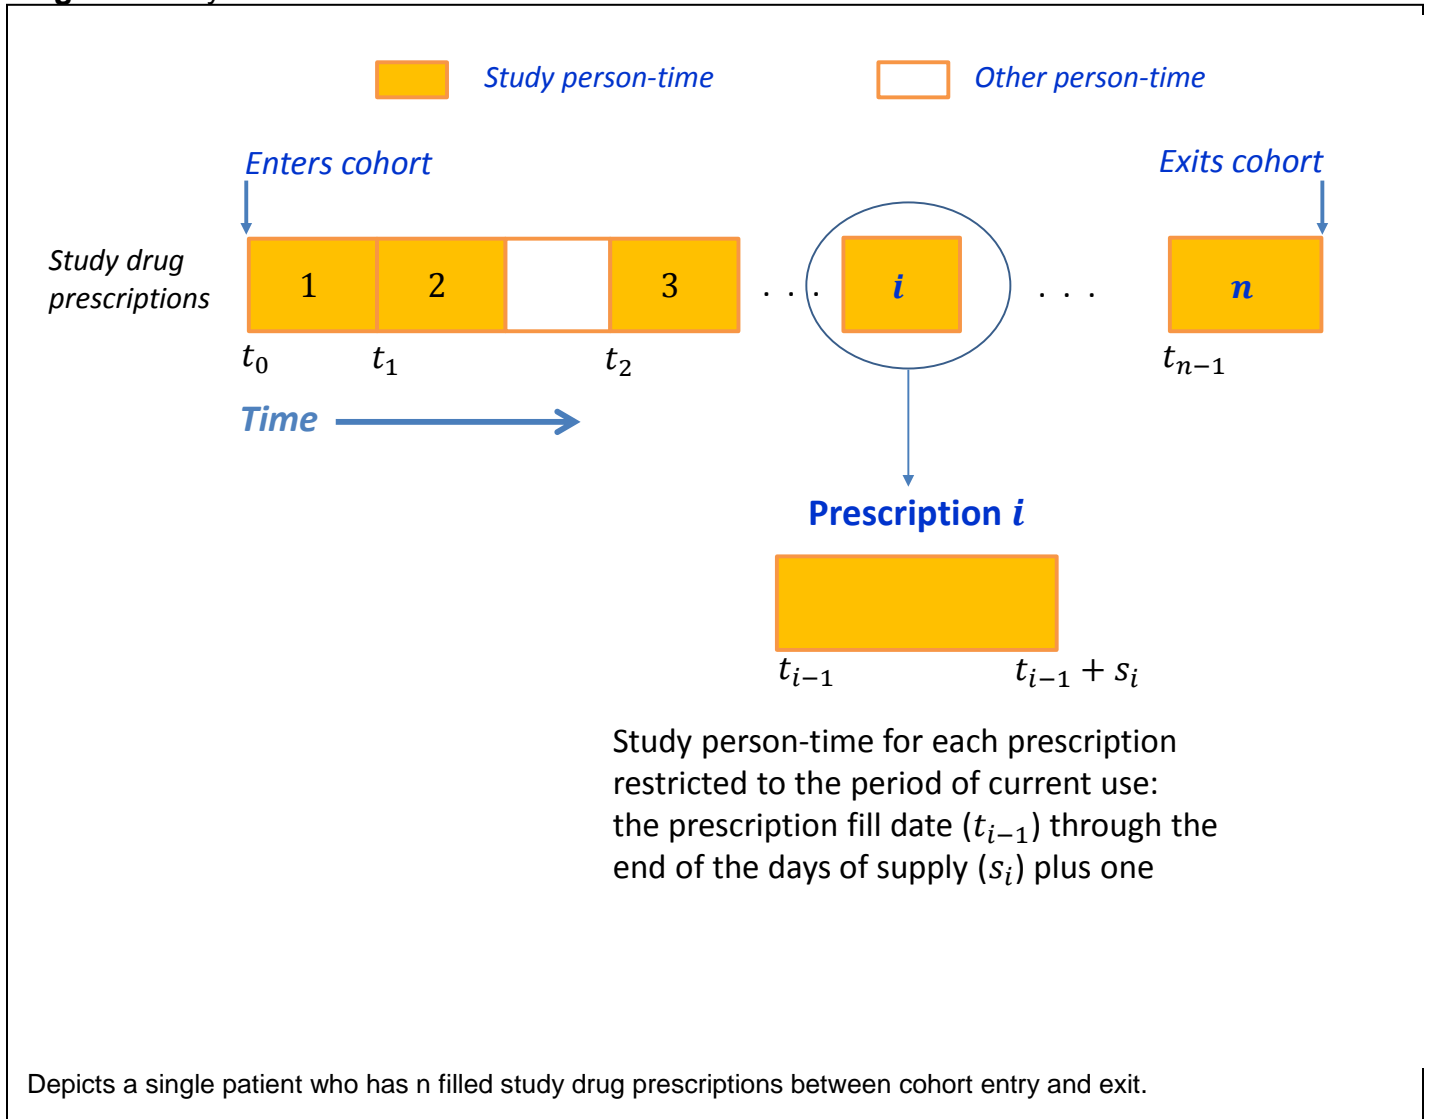 Study person-time
Other person-time
Enters cohort
Exits cohort
Study drug
prescriptions
1 2 3 . . . i . . . n
t₀ t₁ t₂ tₙ₋₁
Time
Prescription i
tᵢ₋₁ tᵢ₋₁ + sᵢ
Study person-time for each prescription
restricted to the period of current use:
the prescription fill date (tᵢ₋₁) through the
end of the days of supply (sᵢ) plus one
Depicts a single patient who has n filled study drug prescriptions between cohort entry and exit.